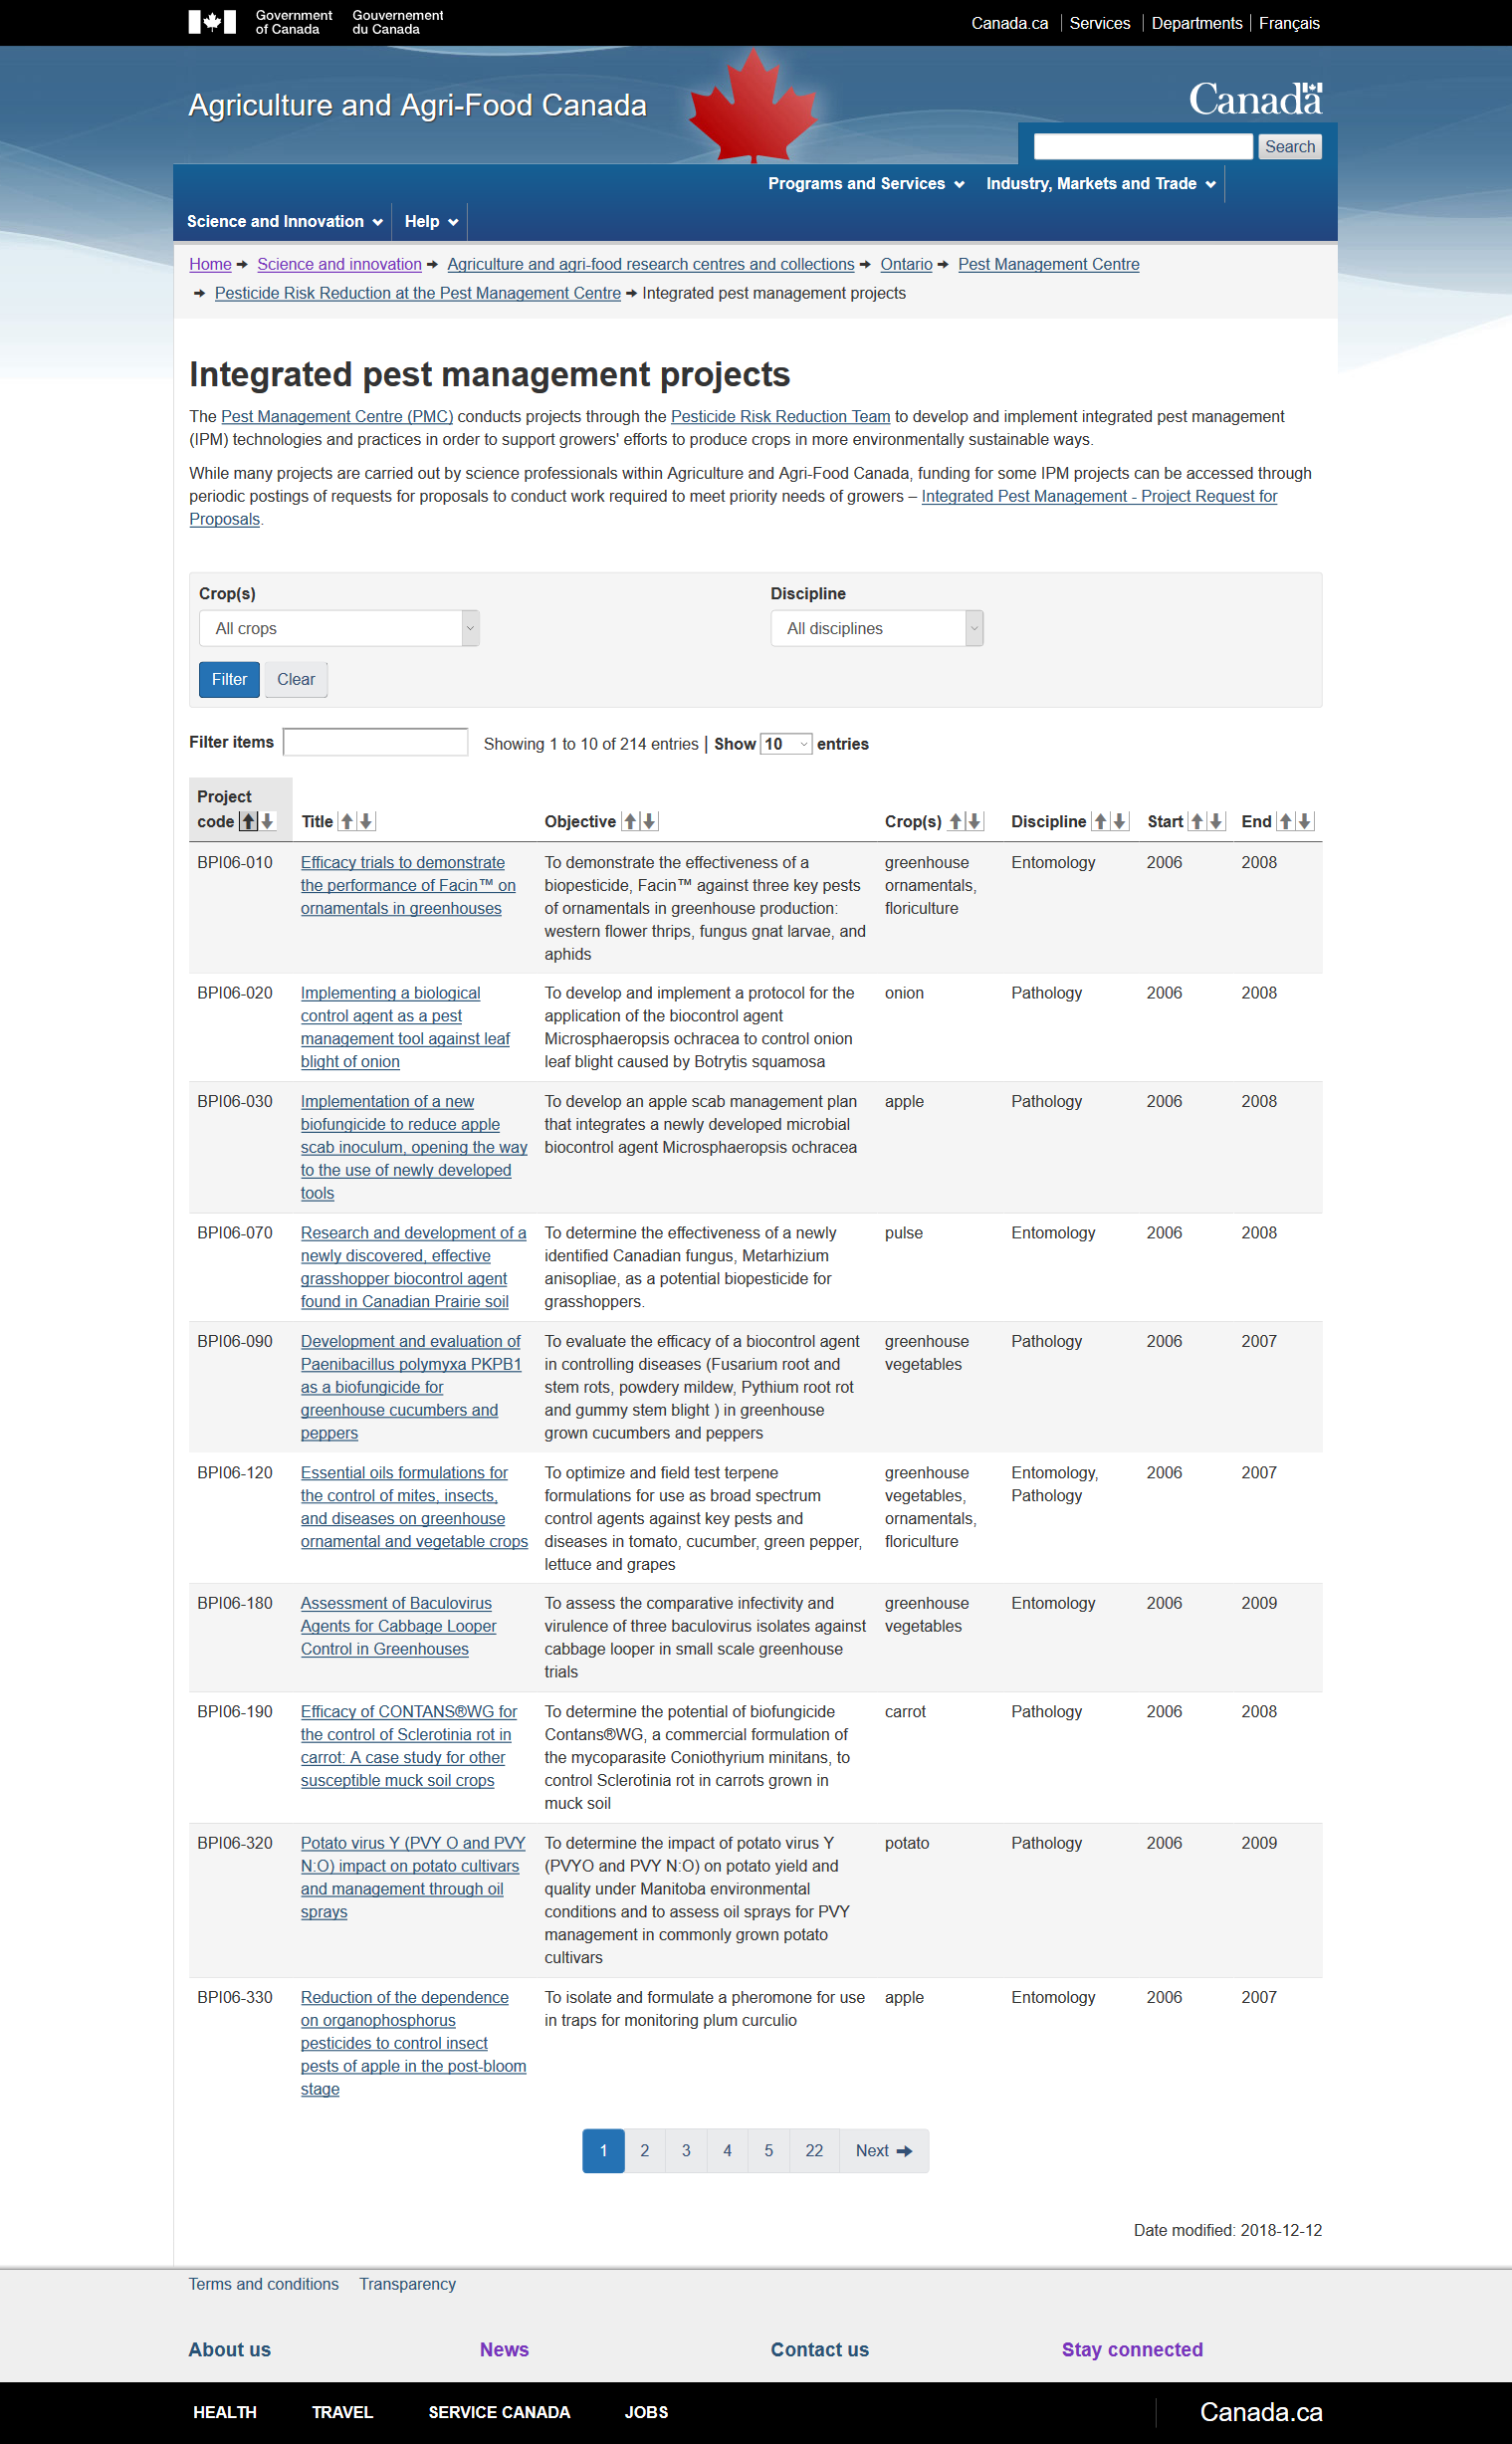 Government of Canada
Gouvernement du Canada
Canada.ca
Services
Departments
Français
Agriculture and Agri-Food Canada
Canada
Search
Programs and Services
Industry, Markets and Trade
Science and Innovation
Help
Home Science and innovation Agriculture and agri-food research centres and collections Ontario Pest Management Centre
Pesticide Risk Reduction at the Pest Management Centre Integrated pest management projects
Integrated pest management projects
The Pest Management Centre (PMC) conducts projects through the Pesticide Risk Reduction Team to develop and implement integrated pest management
(IPM) technologies and practices in order to support growers' efforts to produce crops in more environmentally sustainable ways.
While many projects are carried out by science professionals within Agriculture and Agri-Food Canada, funding for some IPM projects can be accessed through
periodic postings of requests for proposals to conduct work required to meet priority needs of growers – Integrated Pest Management - Project Request for
Proposals.
Crop(s)
All crops
Discipline
All disciplines
Filter
Clear
Filter items
Showing 1 to 10 of 214 entries | Show 10 entries
Project
code
Title
Objective
Crop(s)
Discipline
Start
End
BPI06-010
Efficacy trials to demonstrate
the performance of Facin™ on
ornamentals in greenhouses
To demonstrate the effectiveness of a
biopesticide, Facin™ against three key pests
of ornamentals in greenhouse production:
western flower thrips, fungus gnat larvae, and
aphids
greenhouse
ornamentals,
floriculture
Entomology
2006
2008
BPI06-020
Implementing a biological
control agent as a pest
management tool against leaf
blight of onion
To develop and implement a protocol for the
application of the biocontrol agent
Microsphaeropsis ochracea to control onion
leaf blight caused by Botrytis squamosa
onion
Pathology
2006
2008
BPI06-030
Implementation of a new
biofungicide to reduce apple
scab inoculum, opening the way
to the use of newly developed
tools
To develop an apple scab management plan
that integrates a newly developed microbial
biocontrol agent Microsphaeropsis ochracea
apple
Pathology
2006
2008
BPI06-070
Research and development of a
newly discovered, effective
grasshopper biocontrol agent
found in Canadian Prairie soil
To determine the effectiveness of a newly
identified Canadian fungus, Metarhizium
anisopliae, as a potential biopesticide for
grasshoppers.
pulse
Entomology
2006
2008
BPI06-090
Development and evaluation of
Paenibacillus polymyxa PKPB1
as a biofungicide for
greenhouse cucumbers and
peppers
To evaluate the efficacy of a biocontrol agent
in controlling diseases (Fusarium root and
stem rots, powdery mildew, Pythium root rot
and gummy stem blight ) in greenhouse
grown cucumbers and peppers
greenhouse
vegetables
Pathology
2006
2007
BPI06-120
Essential oils formulations for
the control of mites, insects,
and diseases on greenhouse
ornamental and vegetable crops
To optimize and field test terpene
formulations for use as broad spectrum
control agents against key pests and
diseases in tomato, cucumber, green pepper,
lettuce and grapes
greenhouse
vegetables,
ornamentals,
floriculture
Entomology,
Pathology
2006
2007
BPI06-180
Assessment of Baculovirus
Agents for Cabbage Looper
Control in Greenhouses
To assess the comparative infectivity and
virulence of three baculovirus isolates against
cabbage looper in small scale greenhouse
trials
greenhouse
vegetables
Entomology
2006
2009
BPI06-190
Efficacy of CONTANS®WG for
the control of Sclerotinia rot in
carrot: A case study for other
susceptible muck soil crops
To determine the potential of biofungicide
Contans®WG, a commercial formulation of
the mycoparasite Coniothyrium minitans, to
control Sclerotinia rot in carrots grown in
muck soil
carrot
Pathology
2006
2008
BPI06-320
Potato virus Y (PVY O and PVY
N:O) impact on potato cultivars
and management through oil
sprays
To determine the impact of potato virus Y
(PVYO and PVY N:O) on potato yield and
quality under Manitoba environmental
conditions and to assess oil sprays for PVY
management in commonly grown potato
cultivars
potato
Pathology
2006
2009
BPI06-330
Reduction of the dependence
on organophosphorus
pesticides to control insect
pests of apple in the post-bloom
stage
To isolate and formulate a pheromone for use
in traps for monitoring plum curculio
apple
Entomology
2006
2007
1 2 3 4 5 22 Next
Date modified: 2018-12-12
Terms and conditions
Transparency
About us
News
Contact us
Stay connected
HEALTH
TRAVEL
SERVICE CANADA
JOBS
Canada.ca